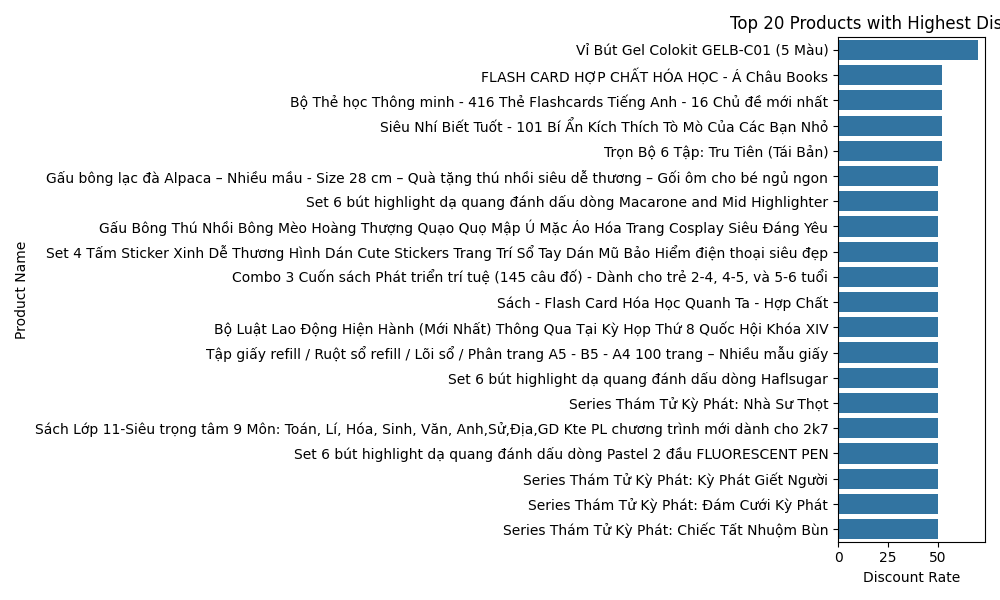 Top 20 Products with Highest Dis
Vỉ Bút Gel Colokit GELB-C01 (5 Màu)
FLASH CARD HỢP CHẤT HÓA HỌC - Á Châu Books
Bộ Thẻ học Thông minh - 416 Thẻ Flashcards Tiếng Anh - 16 Chủ đề mới nhất
Siêu Nhí Biết Tuốt - 101 Bí Ẩn Kích Thích Tò Mò Của Các Bạn Nhỏ
Trọn Bộ 6 Tập: Tru Tiên (Tái Bản)
Gấu bông lạc đà Alpaca – Nhiều mầu - Size 28 cm – Quà tặng thú nhồi siêu dễ thương – Gối ôm cho bé ngủ ngon
Set 6 bút highlight dạ quang đánh dấu dòng Macarone and Mid Highlighter
Gấu Bông Thú Nhồi Bông Mèo Hoàng Thượng Quạo Quọ Mập Ú Mặc Áo Hóa Trang Cosplay Siêu Đáng Yêu
Set 4 Tấm Sticker Xinh Dễ Thương Hình Dán Cute Stickers Trang Trí Sổ Tay Dán Mũ Bảo Hiểm điện thoại siêu đẹp
Combo 3 Cuốn sách Phát triển trí tuệ (145 câu đố) - Dành cho trẻ 2-4, 4-5, và 5-6 tuổi
Sách - Flash Card Hóa Học Quanh Ta - Hợp Chất
Bộ Luật Lao Động Hiện Hành (Mới Nhất) Thông Qua Tại Kỳ Họp Thứ 8 Quốc Hội Khóa XIV
Tập giấy refill / Ruột sổ refill / Lõi sổ / Phân trang A5 - B5 - A4 100 trang – Nhiều mẫu giấy
Set 6 bút highlight dạ quang đánh dấu dòng Haflsugar
Series Thám Tử Kỳ Phát: Nhà Sư Thọt
Sách Lớp 11-Siêu trọng tâm 9 Môn: Toán, Lí, Hóa, Sinh, Văn, Anh,Sử,Địa,GD Kte PL chương trình mới dành cho 2k7
Set 6 bút highlight dạ quang đánh dấu dòng Pastel 2 đầu FLUORESCENT PEN
Series Thám Tử Kỳ Phát: Kỳ Phát Giết Người
Series Thám Tử Kỳ Phát: Đám Cưới Kỳ Phát
Series Thám Tử Kỳ Phát: Chiếc Tất Nhuộm Bùn
Product Name
0 25 50
Discount Rate